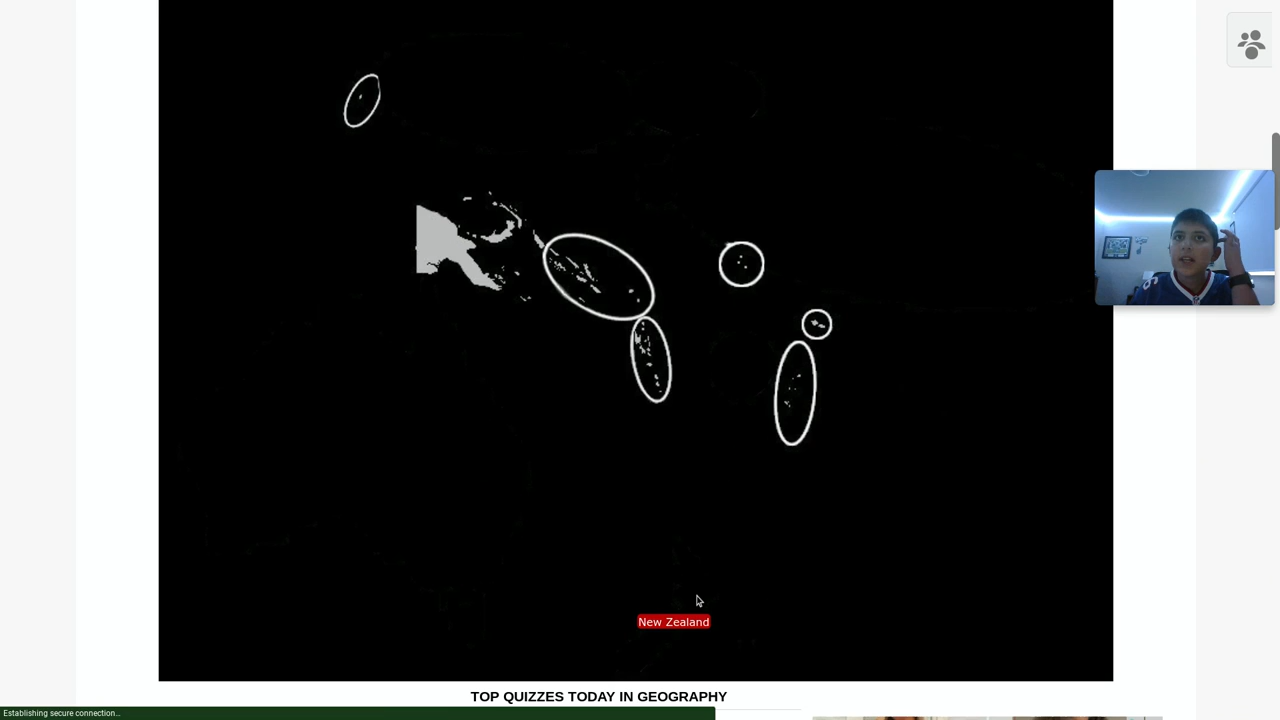 New Zealand
TOP QUIZZES TODAY IN GEOGRAPHY
Establishing secure connection...